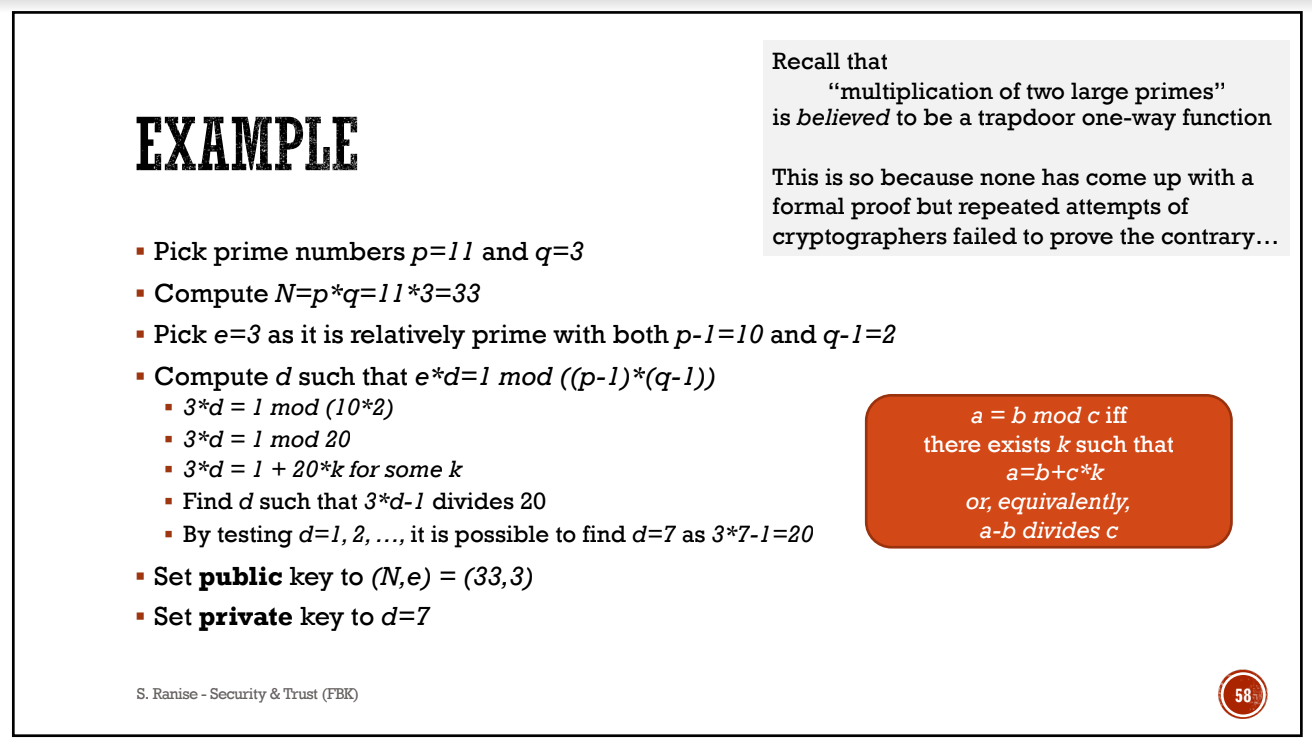 EXAMPLE
Recall that
“multiplication of two large primes”
is believed to be a trapdoor one-way function
This is so because none has come up with a
formal proof but repeated attempts of
cryptographers failed to prove the contrary…
▪ Pick prime numbers p=11 and q=3
▪ Compute N=p*q=11*3=33
▪ Pick e=3 as it is relatively prime with both p-1=10 and q-1=2
▪ Compute d such that e*d=1 mod ((p-1)*(q-1))
▪ 3*d = 1 mod (10*2)
▪ 3*d = 1 mod 20
▪ 3*d = 1 + 20*k for some k
▪ Find d such that 3*d-1 divides 20
▪ By testing d=1, 2, …, it is possible to find d=7 as 3*7-1=20
▪ Set public key to (N,e) = (33,3)
▪ Set private key to d=7
a = b mod c iff
there exists k such that
a=b+c*k
or, equivalently,
a-b divides c
S. Ranise - Security & Trust (FBK)
58